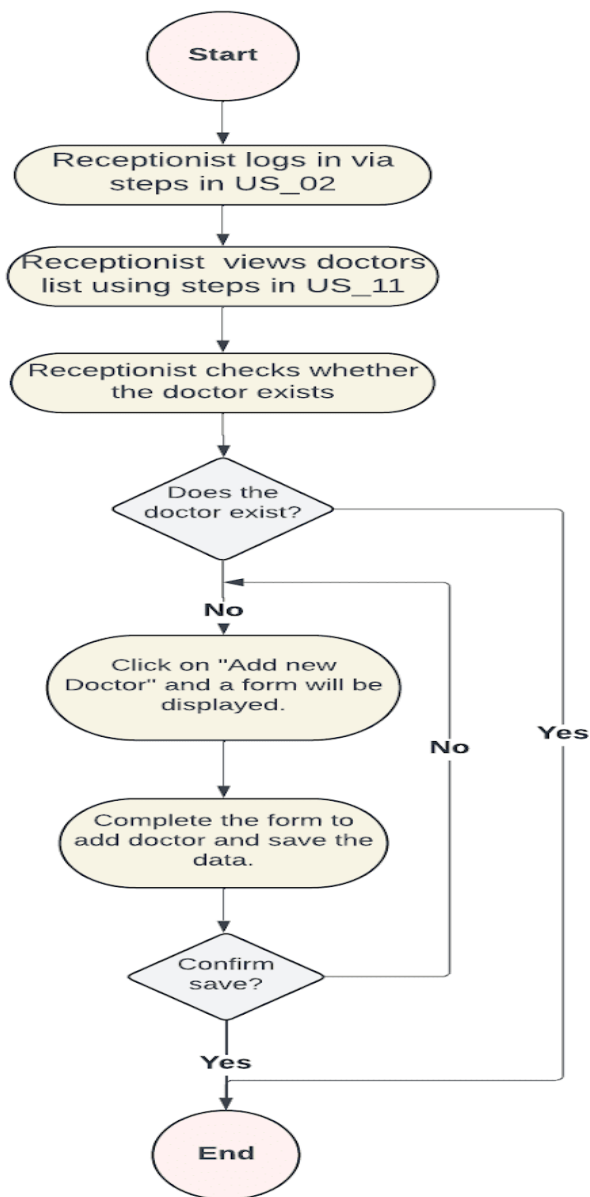 Start
Receptionist logs in via
steps in US_02
Receptionist  views doctors
list using steps in US_11
Receptionist checks whether
the doctor exists
Does the
doctor exist?
No
Click on "Add new
Doctor" and a form will be
displayed.
Yes
No
Complete the form to
add doctor and save the
data.
Confirm
save?
Yes
End